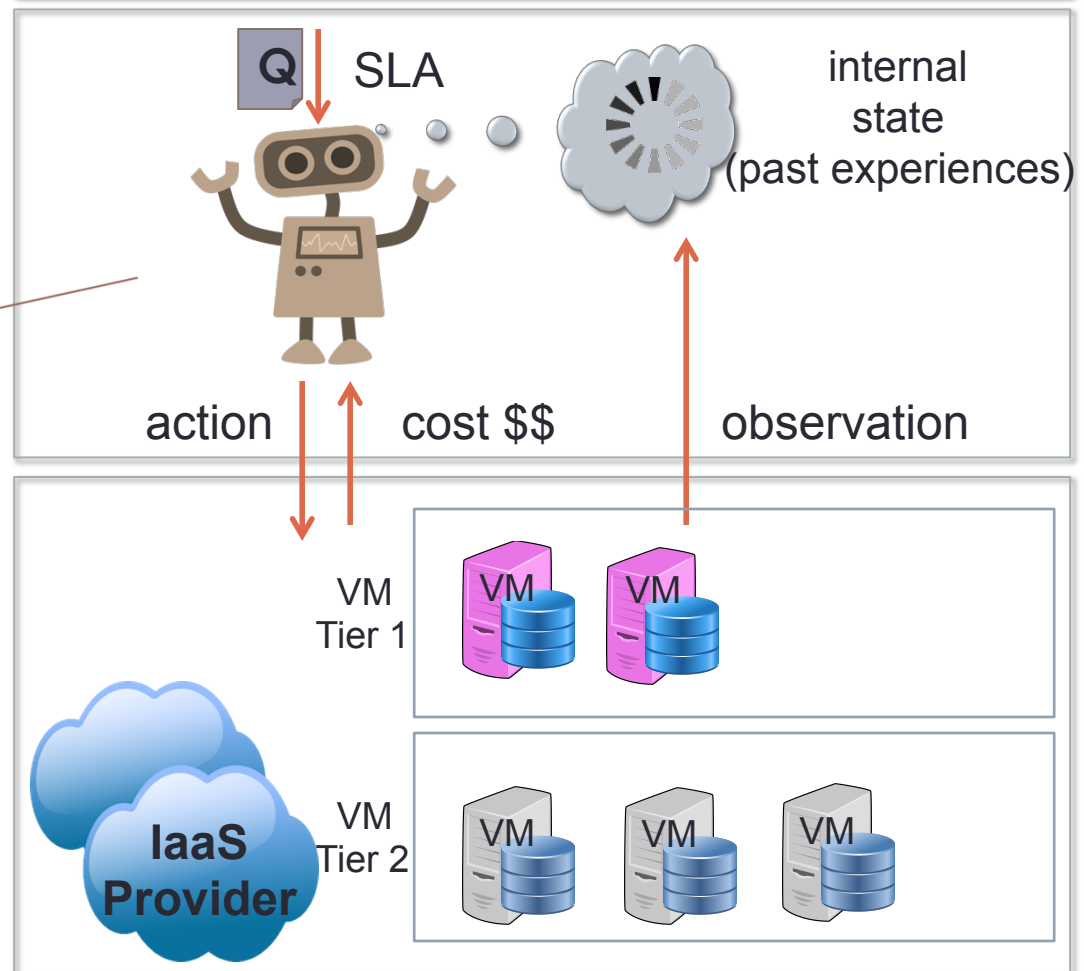 Q
SLA
internal
state
(past experiences)
action
cost $$
observation
VM
Tier 1
VM
VM
IaaS
Provider
VM
Tier 2
VM
VM
VM